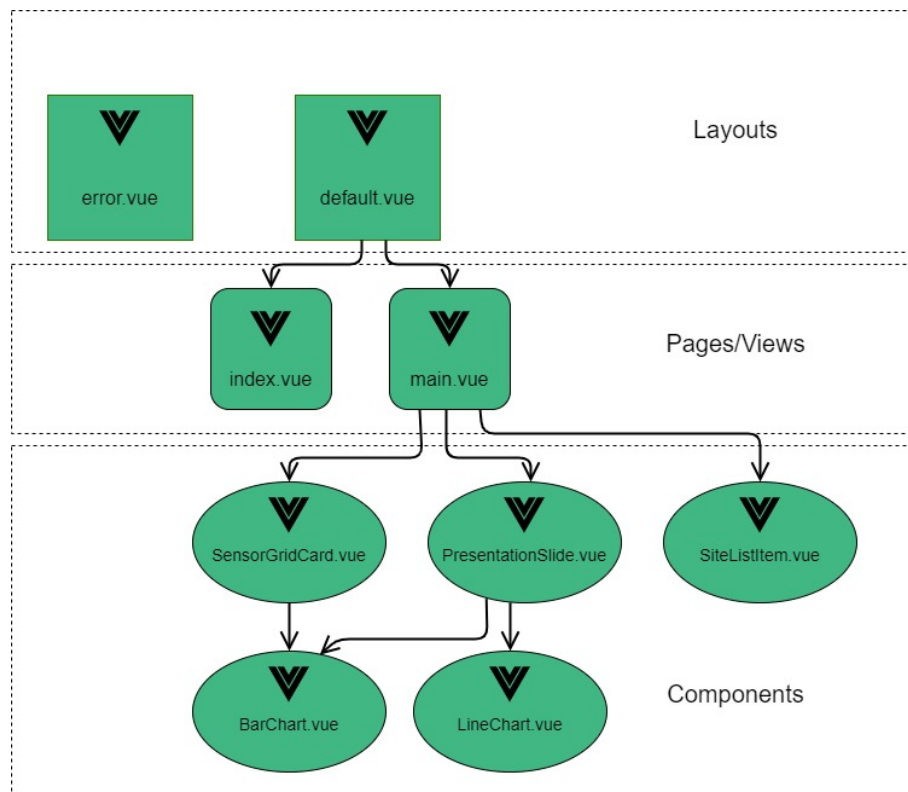 Layouts
error.vue
default.vue
Pages/Views
index.vue
main.vue
SensorGridCard.vue
PresentationSlide.vue
SiteListItem.vue
Components
BarChart.vue
LineChart.vue